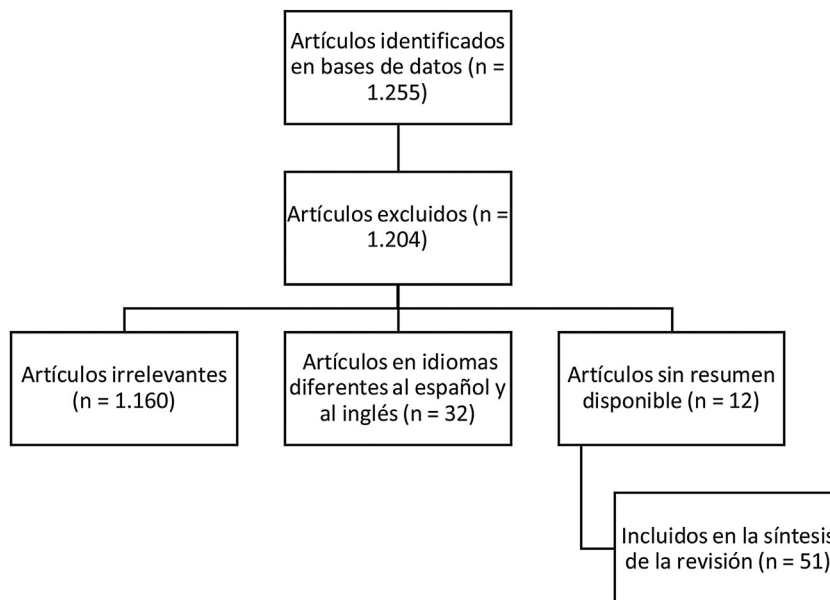 Artículos identificados
en bases de datos (n =
1.255)
Artículos excluidos (n =
1.204)
Artículos irrelevantes
(n = 1.160)
Artículos en idiomas
diferentes al español y
al inglés (n = 32)
Artículos sin resumen
disponible (n = 12)
Incluidos en la síntesis
de la revisión (n = 51)